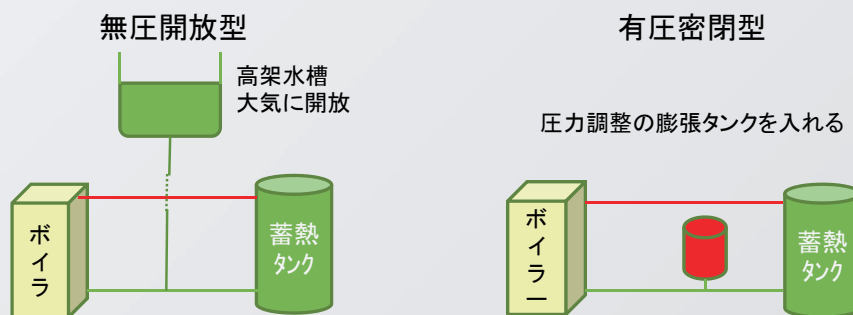 無圧開放型
高架水槽
大気に開放
ボイラ
蓄熱
タンク
有圧密閉型
圧力調整の膨張タンクを入れる
ボイラー
蓄熱
タンク